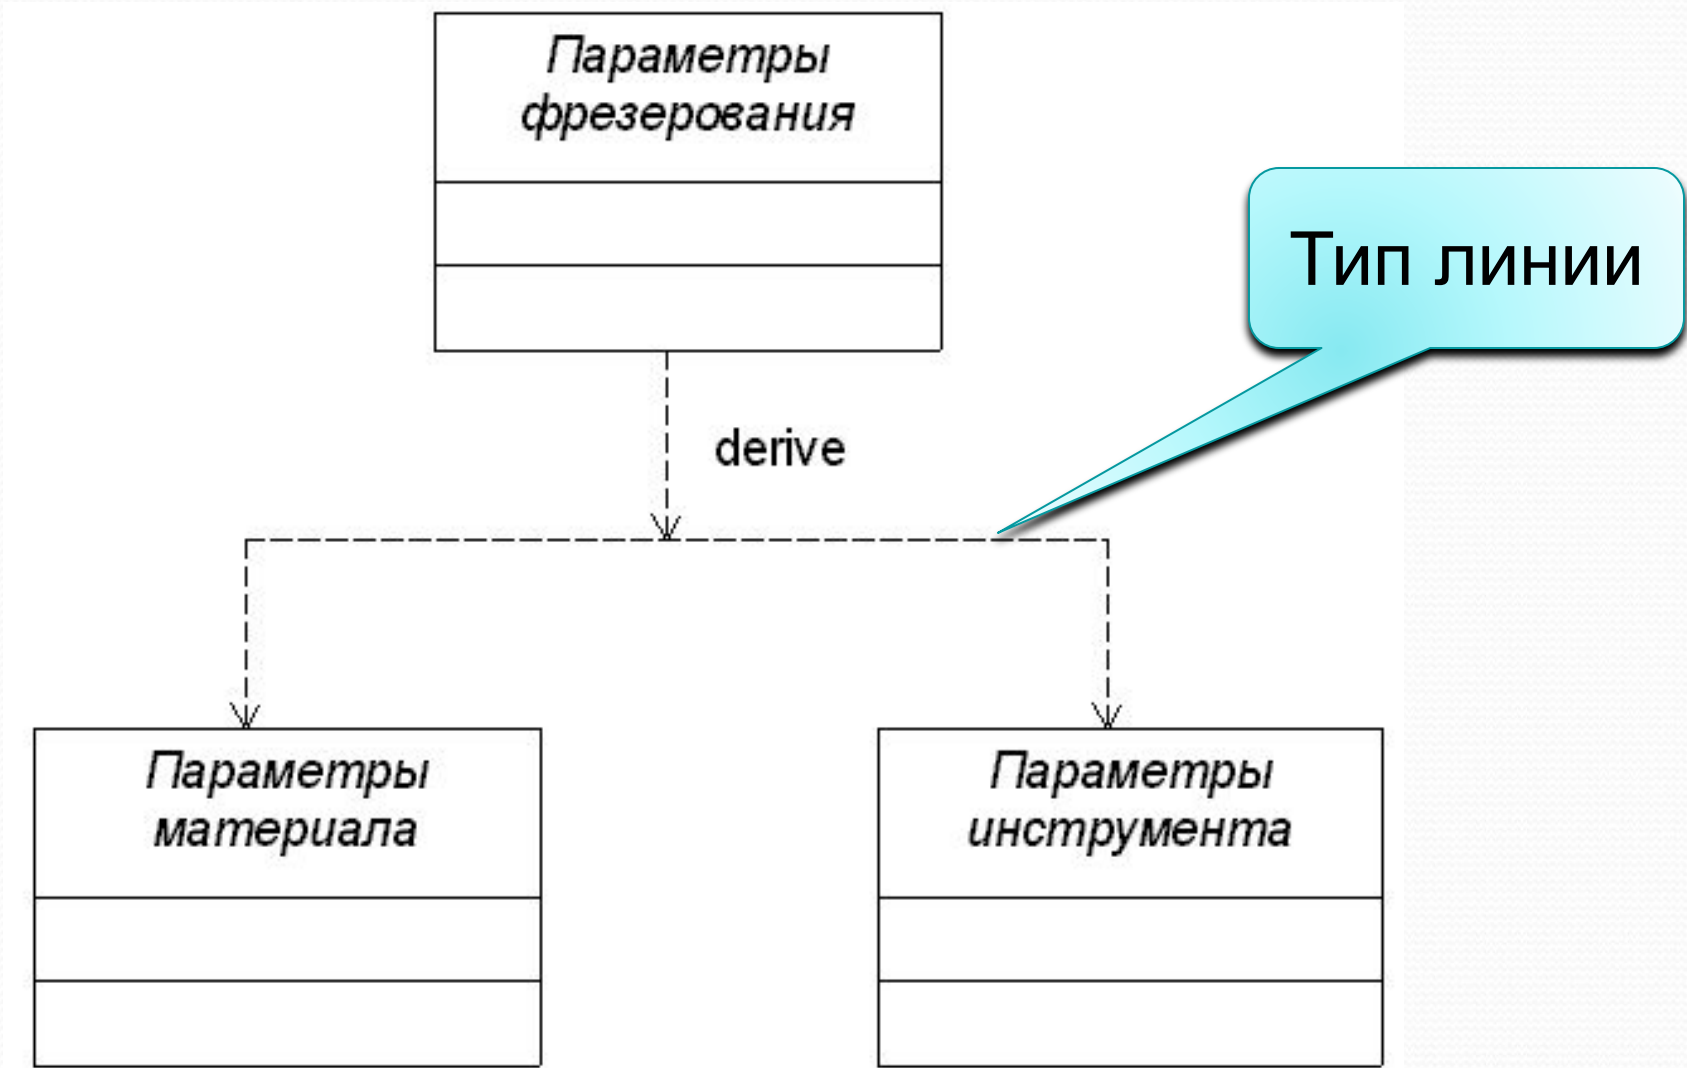 Параметры
фрезерования
Тип линии
derive
Параметры
материала
Параметры
инструмента